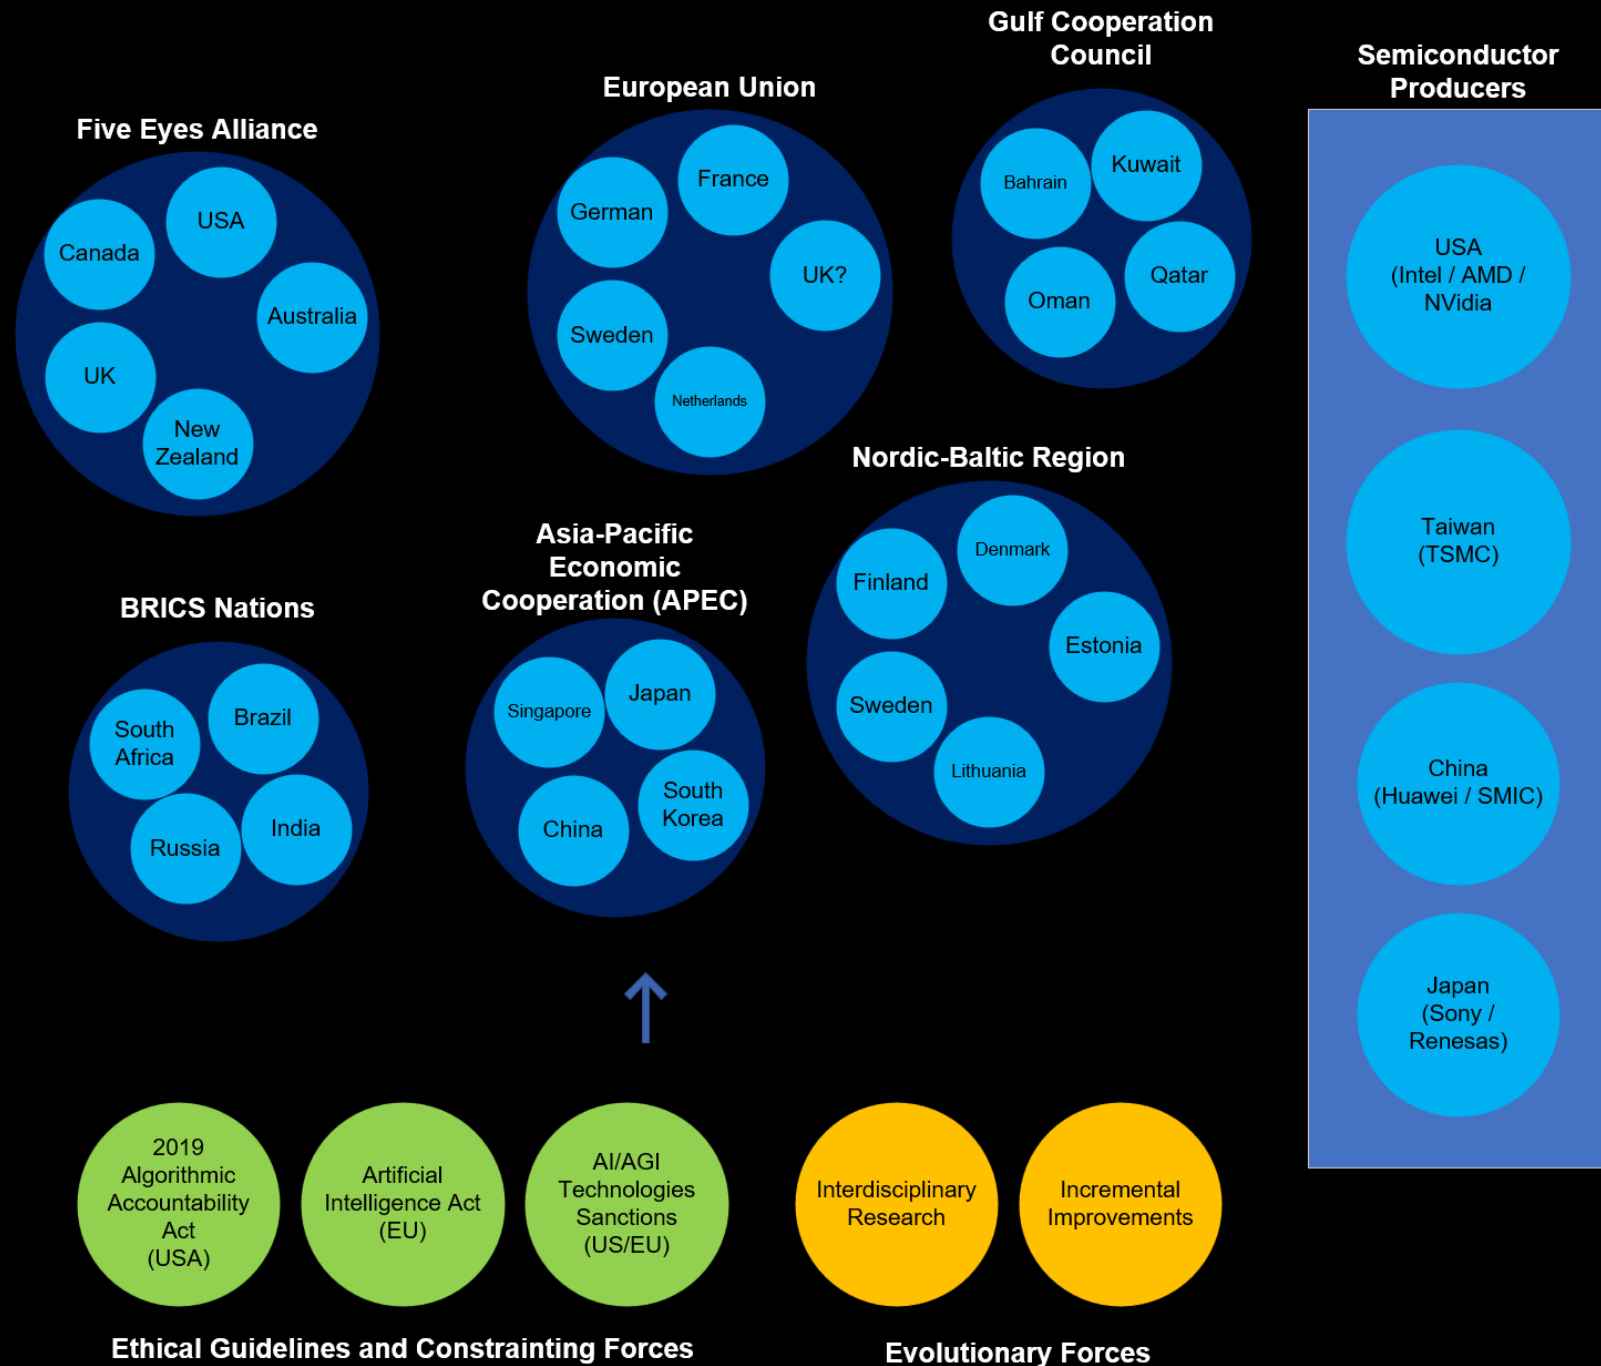 Five Eyes Alliance
Canada
USA
Australia
UK
New
Zealand
European Union
German
France
UK?
Sweden
Netherlands
Gulf Cooperation
Council
Bahrain
Kuwait
Oman
Qatar
Semiconductor
Producers
USA
(Intel / AMD /
NVidia
Taiwan
(TSMC)
China
(Huawei / SMIC)
Japan
(Sony /
Renesas)
BRICS Nations
South
Africa
Brazil
Russia
India
Asia-Pacific
Economic
Cooperation (APEC)
Singapore
Japan
China
South
Korea
Nordic-Baltic Region
Finland
Denmark
Estonia
Sweden
Lithuania
2019
Algorithmic
Accountability
Act
(USA)
Artificial
Intelligence Act
(EU)
AI/AGI
Technologies
Sanctions
(US/EU)
Interdisciplinary
Research
Incremental
Improvements
Ethical Guidelines and Constrainting Forces
Evolutionary Forces